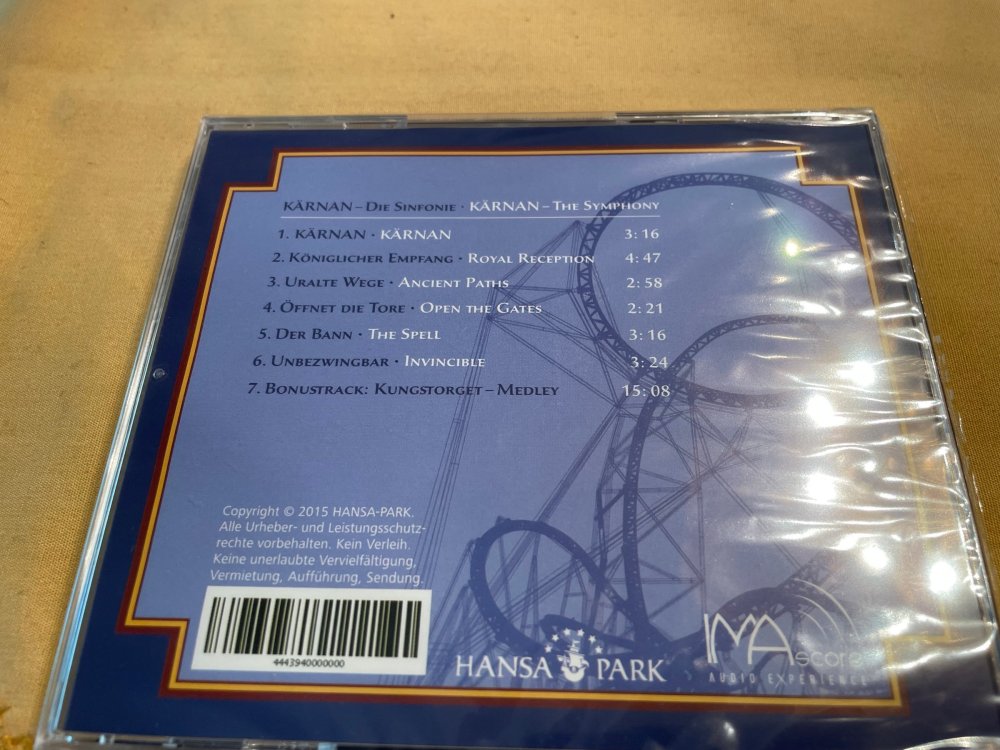 KÄRNAN – DIE SINFONIE · KÄRNAN – THE SYMPHONY
1. KÄRNAN · KÄRNAN 3:16
2. KÖNIGLICHER EMPFANG · ROYAL RECEPTION 4:47
3. URALTE WEGE · ANCIENT PATHS 2:58
4. ÖFFNET DIE TORE · OPEN THE GATES 2:21
5. DER BANN · THE SPELL 3:16
6. UNBEZWINGBAR · INVINCIBLE 3:24
7. BONUSTRACK: KUNGSTORGET – MEDLEY 15:08
Copyright © 2015 HANSA-PARK.
Alle Urheber- und Leistungsschutz-
rechte vorbehalten. Kein Verleih.
Keine unerlaubte Vervielfältigung,
Vermietung, Aufführung, Sendung.
4443940000000
HANSA PARK
IMAscore
AUDIO EXPERIENCE